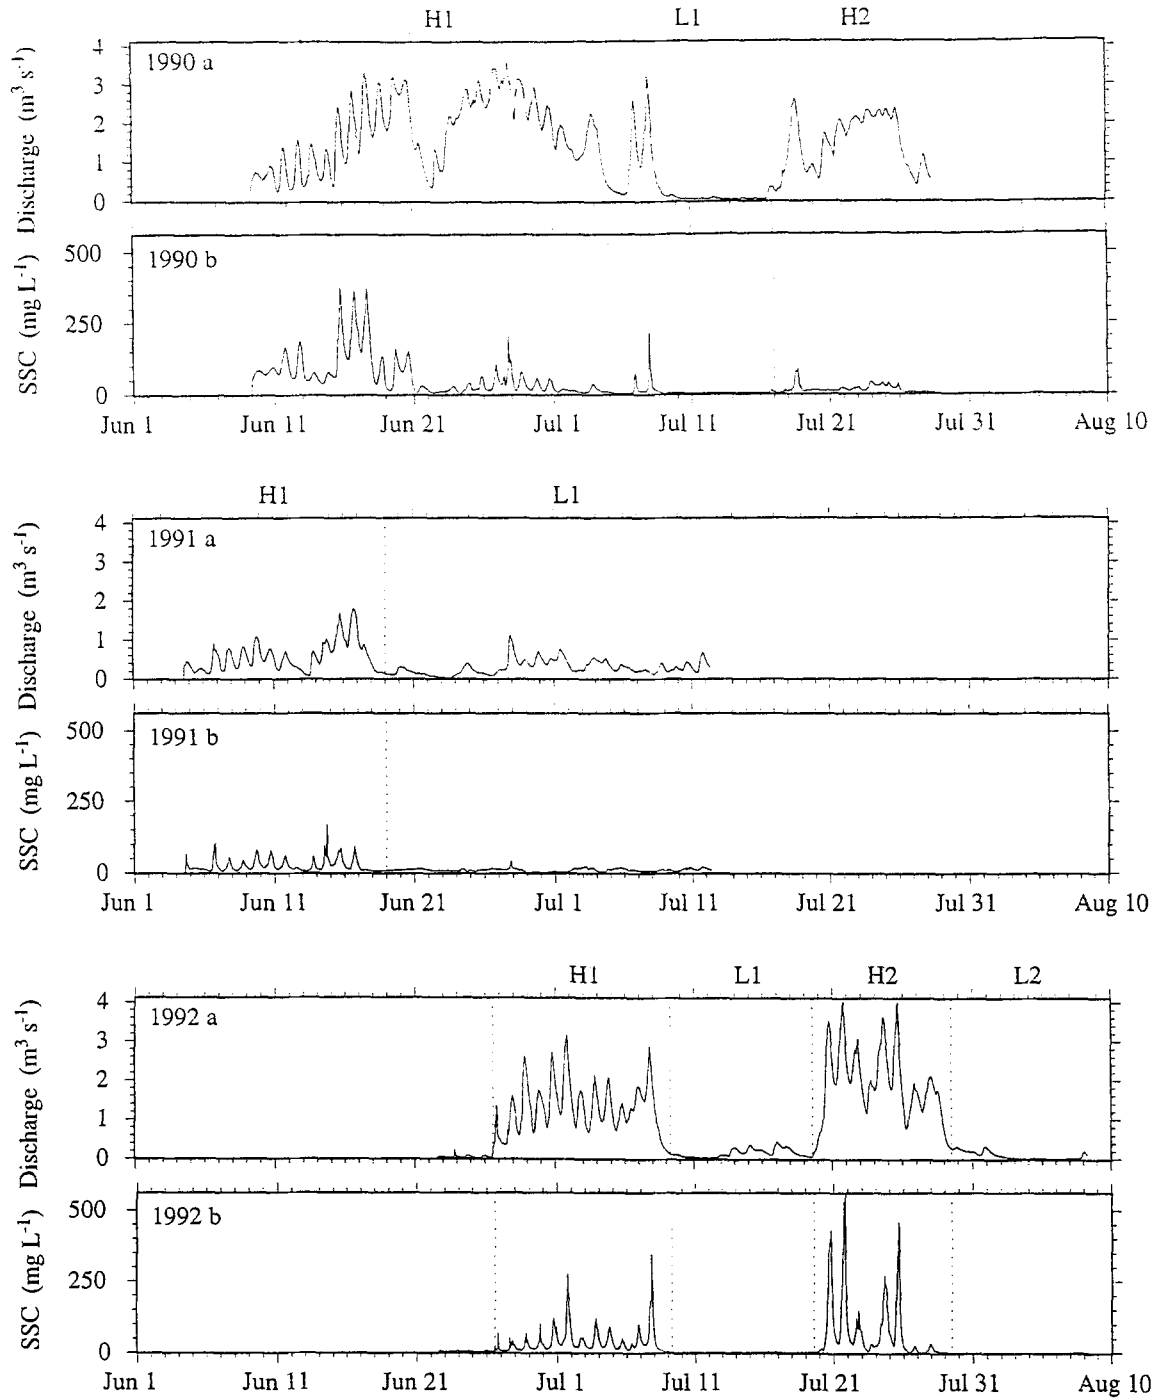 H1 L1 H2
1990 a
Discharge (m³ s⁻¹)
4
3
2
1
0
1990 b
SSC (mg L⁻¹)
500
250
0
Jun 1 Jun 11 Jun 21 Jul 1 Jul 11 Jul 21 Jul 31 Aug 10
H1 L1
1991 a
Discharge (m³ s⁻¹)
4
3
2
1
0
1991 b
SSC (mg L⁻¹)
500
250
0
Jun 1 Jun 11 Jun 21 Jul 1 Jul 11 Jul 21 Jul 31 Aug 10
H1 L1 H2 L2
1992 a
Discharge (m³ s⁻¹)
4
3
2
1
0
1992 b
SSC (mg L⁻¹)
500
250
0
Jun 1 Jun 11 Jun 21 Jul 1 Jul 11 Jul 21 Jul 31 Aug 10